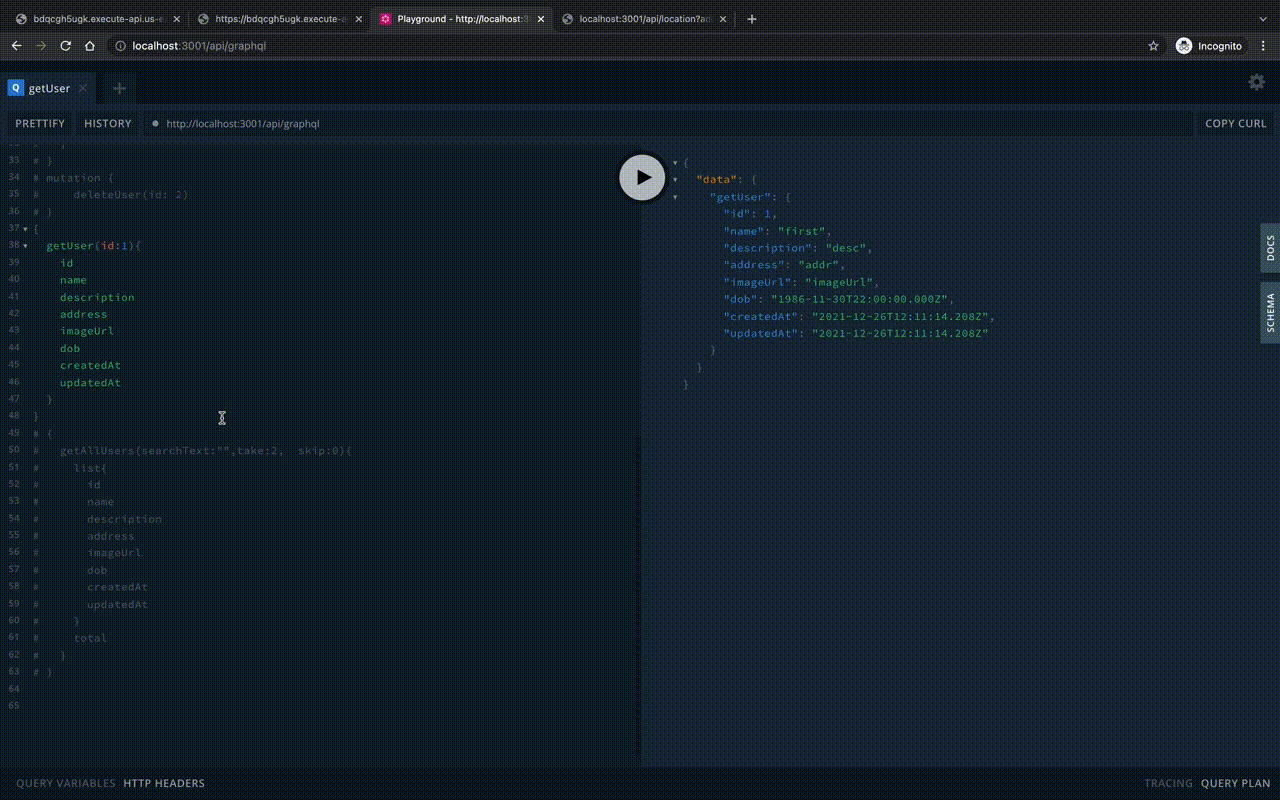 bdqcgh5ugk.execute-api.us-e
https://bdqcgh5ugk.execute-a
Playground - http://localhost:3
localhost:3001/api/location?ad
localhost:3001/api/graphql
Incognito
Q getUser
PRETTIFY
HISTORY
http://localhost:3001/api/graphql
COPY CURL
33 # }
34 # mutation {
35 # deleteUser(id: 2)
36 # }
37 {
38 getUser(id:1){
39 id
40 name
41 description
42 address
43 imageUrl
44 dob
45 createdAt
46 updatedAt
47 }
48 }
49 # {
50 # getAllUsers(searchText:"",take:2, skip:0){
51 # list{
52 # id
53 # name
54 # description
55 # address
56 # imageUrl
57 # dob
58 # createdAt
59 # updatedAt
60 # }
61 # total
62 # }
63 # }
64
65
{
"data": {
"getUser": {
"id": 1,
"name": "first",
"description": "desc",
"address": "addr",
"imageUrl": "imageUrl",
"dob": "1986-11-30T22:00:00.000Z",
"createdAt": "2021-12-26T12:11:14.208Z",
"updatedAt": "2021-12-26T12:11:14.208Z"
}
}
}
DOCS
SCHEMA
QUERY VARIABLES
HTTP HEADERS
TRACING
QUERY PLAN